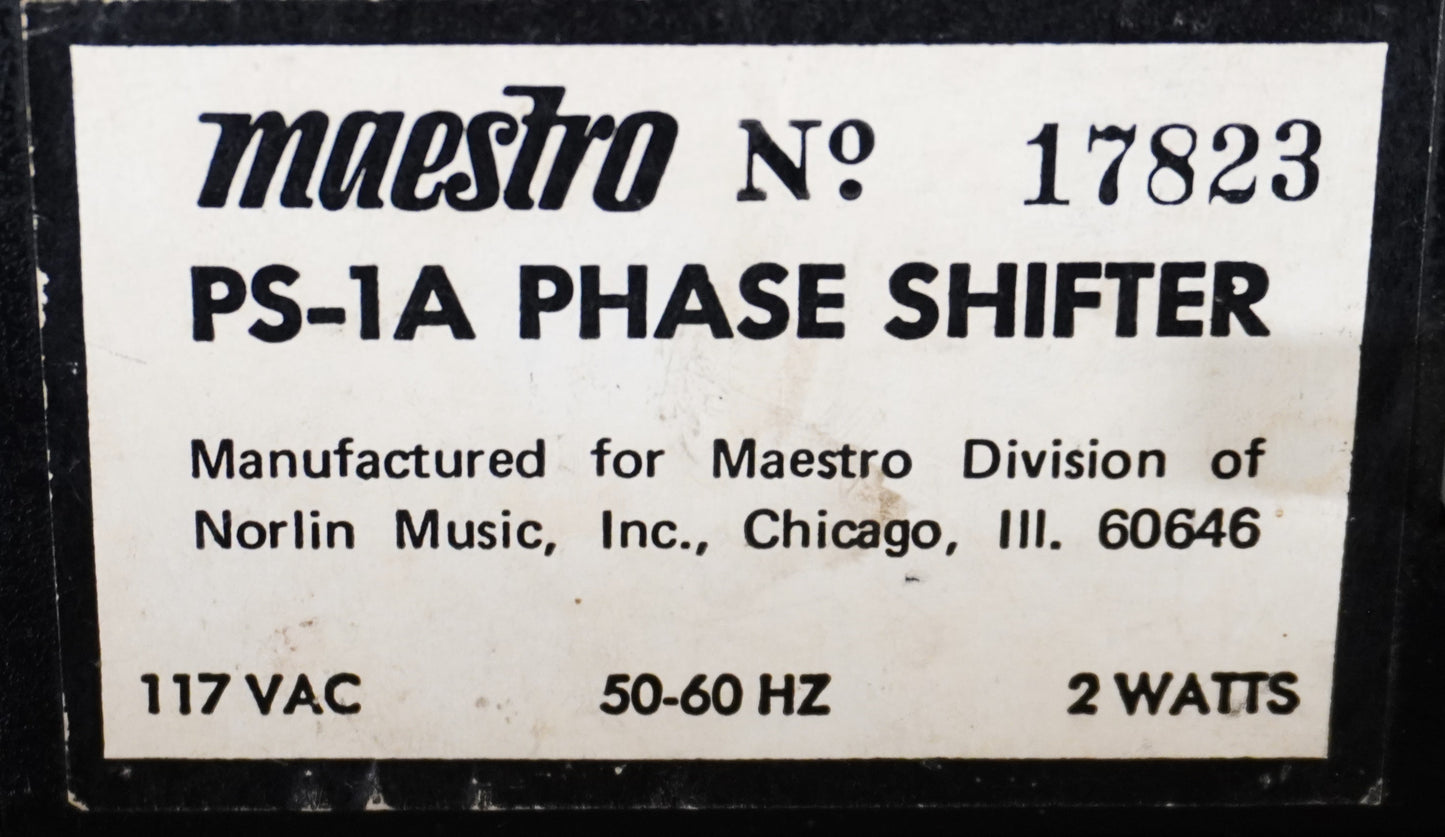 maestro Nº 17823
PS-1A PHASE SHIFTER
Manufactured for Maestro Division of
Norlin Music, Inc., Chicago, Ill. 60646
117 VAC 50-60 HZ 2 WATTS